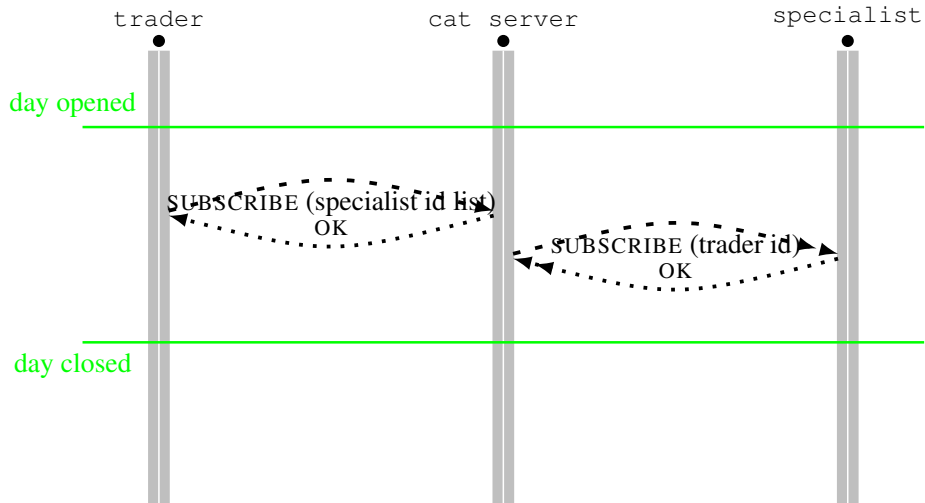 trader
cat server
specialist
day opened
SUBSCRIBE (specialist id list)
OK
SUBSCRIBE (trader id)
OK
day closed